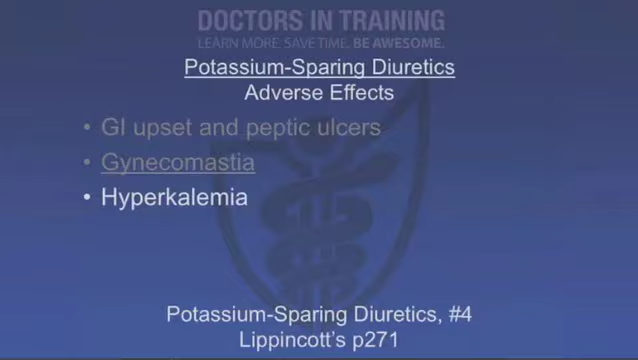 DOCTORS IN TRAINING
LEARN MORE. SAVE TIME. BE AWESOME.
Potassium-Sparing Diuretics
Adverse Effects
• GI upset and peptic ulcers
• Gynecomastia
• Hyperkalemia
Potassium-Sparing Diuretics, #4
Lippincott's p271